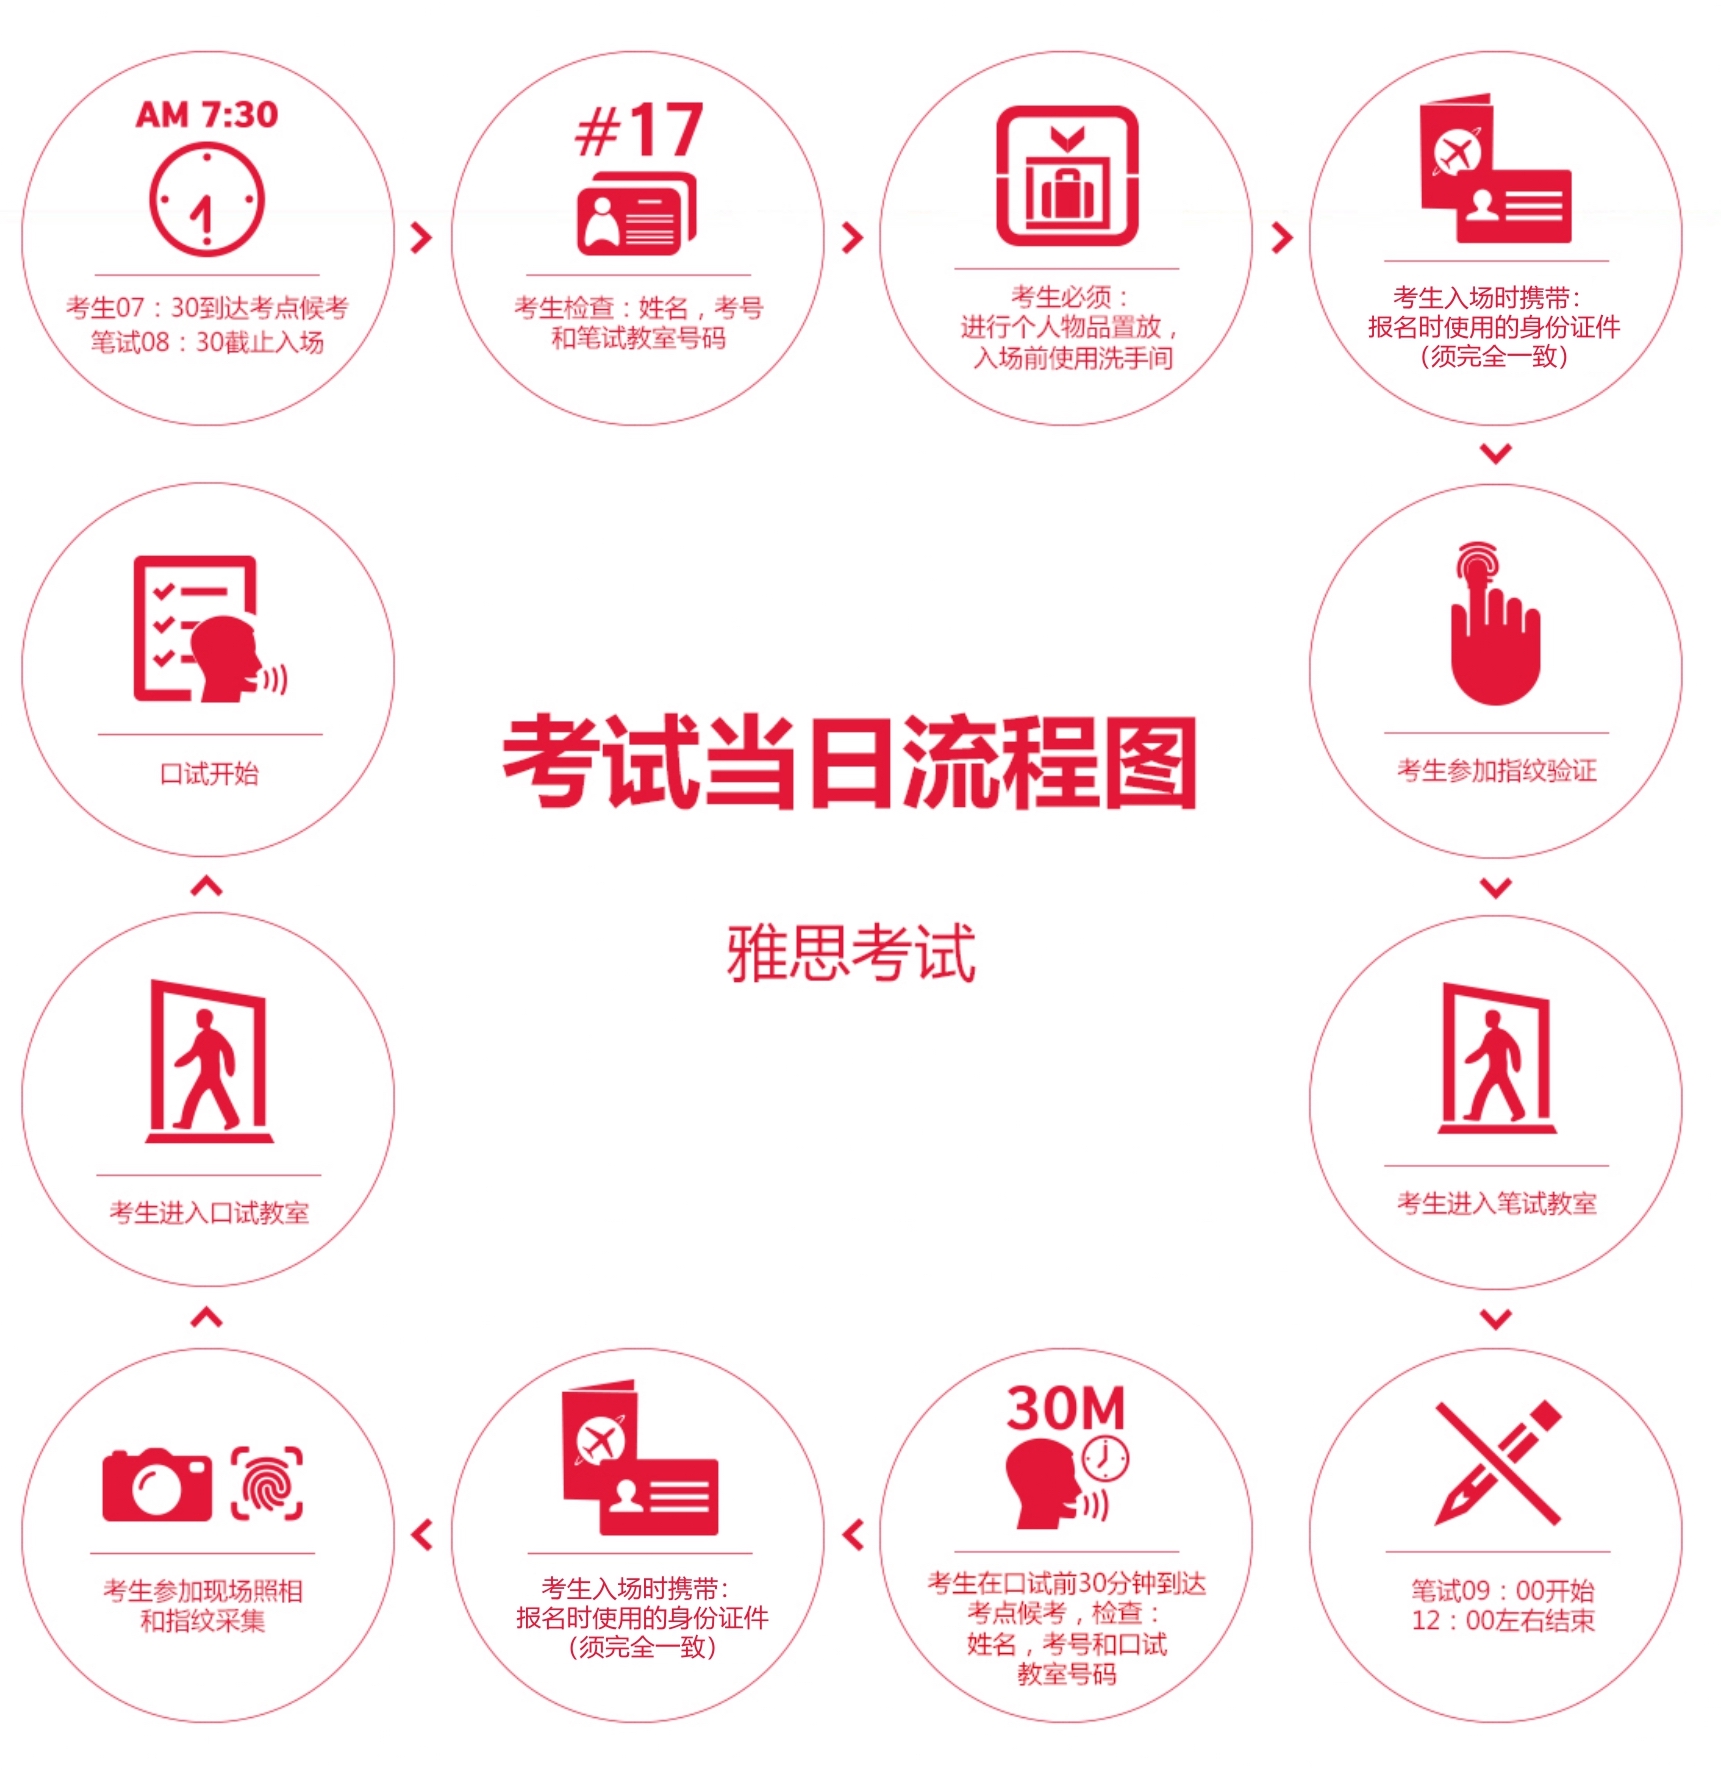 AM 7:30
考生07：30到达考点候考
笔试08：30截止入场
#17
考生检查：姓名，考号
和笔试教室号码
考生必须：
进行个人物品置放，
入场前使用洗手间
考生入场时携带：
报名时使用的身份证件
（须完全一致）
考生参加指纹验证
考生进入笔试教室
笔试09：00开始
12：00左右结束
30M
考生在口试前30分钟到达
考点候考，检查：
姓名，考号和口试
教室号码
考生入场时携带：
报名时使用的身份证件
（须完全一致）
考生参加现场照相
和指纹采集
考生进入口试教室
口试开始
考试当日流程图
雅思考试